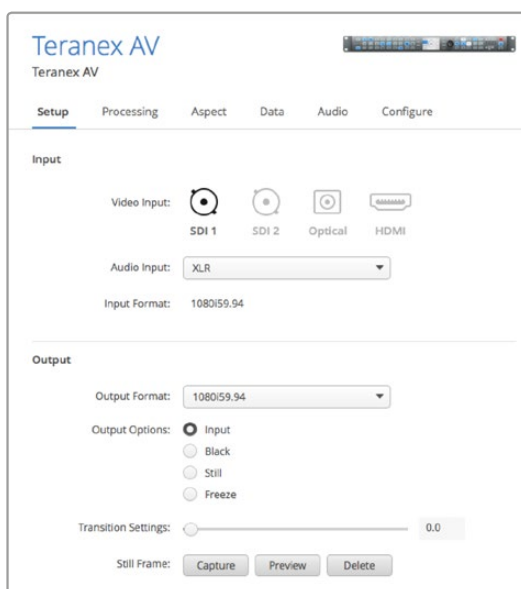 Teranex AV
Teranex AV
Setup Processing Aspect Data Audio Configure
Input
Video Input:
SDI 1 SDI 2 Optical HDMI
Audio Input: XLR
Input Format: 1080i59.94
Output
Output Format: 1080i59.94
Output Options: Input
Black
Still
Freeze
Transition Settings: 0.0
Still Frame: Capture Preview Delete